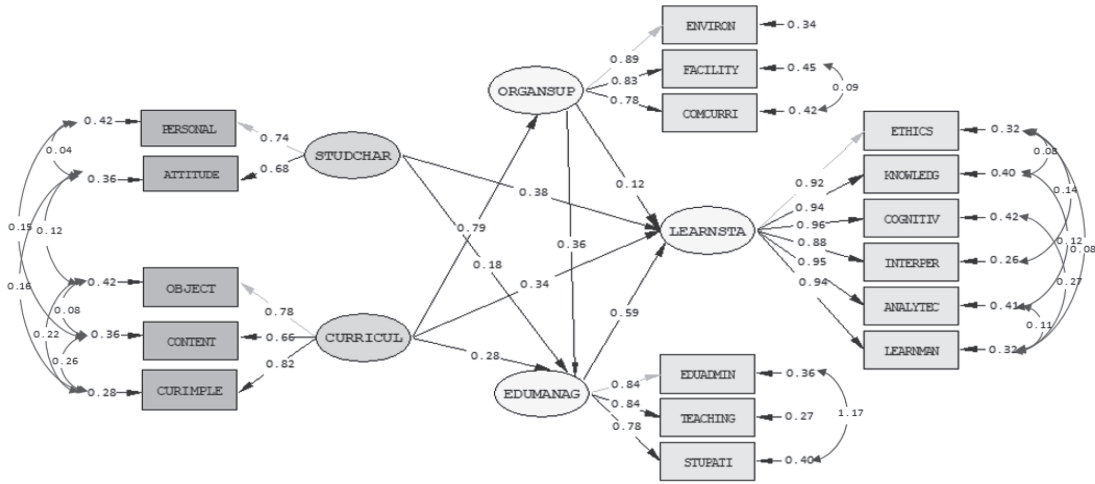 ENVIRON
0.34
0.89
FACILITY
0.45
0.83
0.09
ORGANSUP
0.78
COMCURRI
0.42
0.42
PERSONAL
0.74
0.04
STUDCHAR
ETHICS
0.32
0.08
0.36
ATTITUDE
0.68
0.92
KNOWLEDG
0.40
0.14
0.38
0.12
0.94
0.15
0.12
0.79
LEARNSTA
0.96
COGNITIV
0.42
0.36
0.88
0.12
0.08
0.18
0.95
INTERPER
0.26
0.16
0.42
OBJECT
0.34
0.94
0.27
0.78
0.08
ANALYTEC
0.41
0.22
0.36
CONTENT
0.66
CURRICUL
0.59
0.11
0.26
0.82
0.28
LEARNMAN
0.32
0.28
CURIMPLE
EDUMANAG
0.84
EDUADMIN
0.36
0.84
TEACHING
0.27
1.17
0.78
STUPATI
0.40